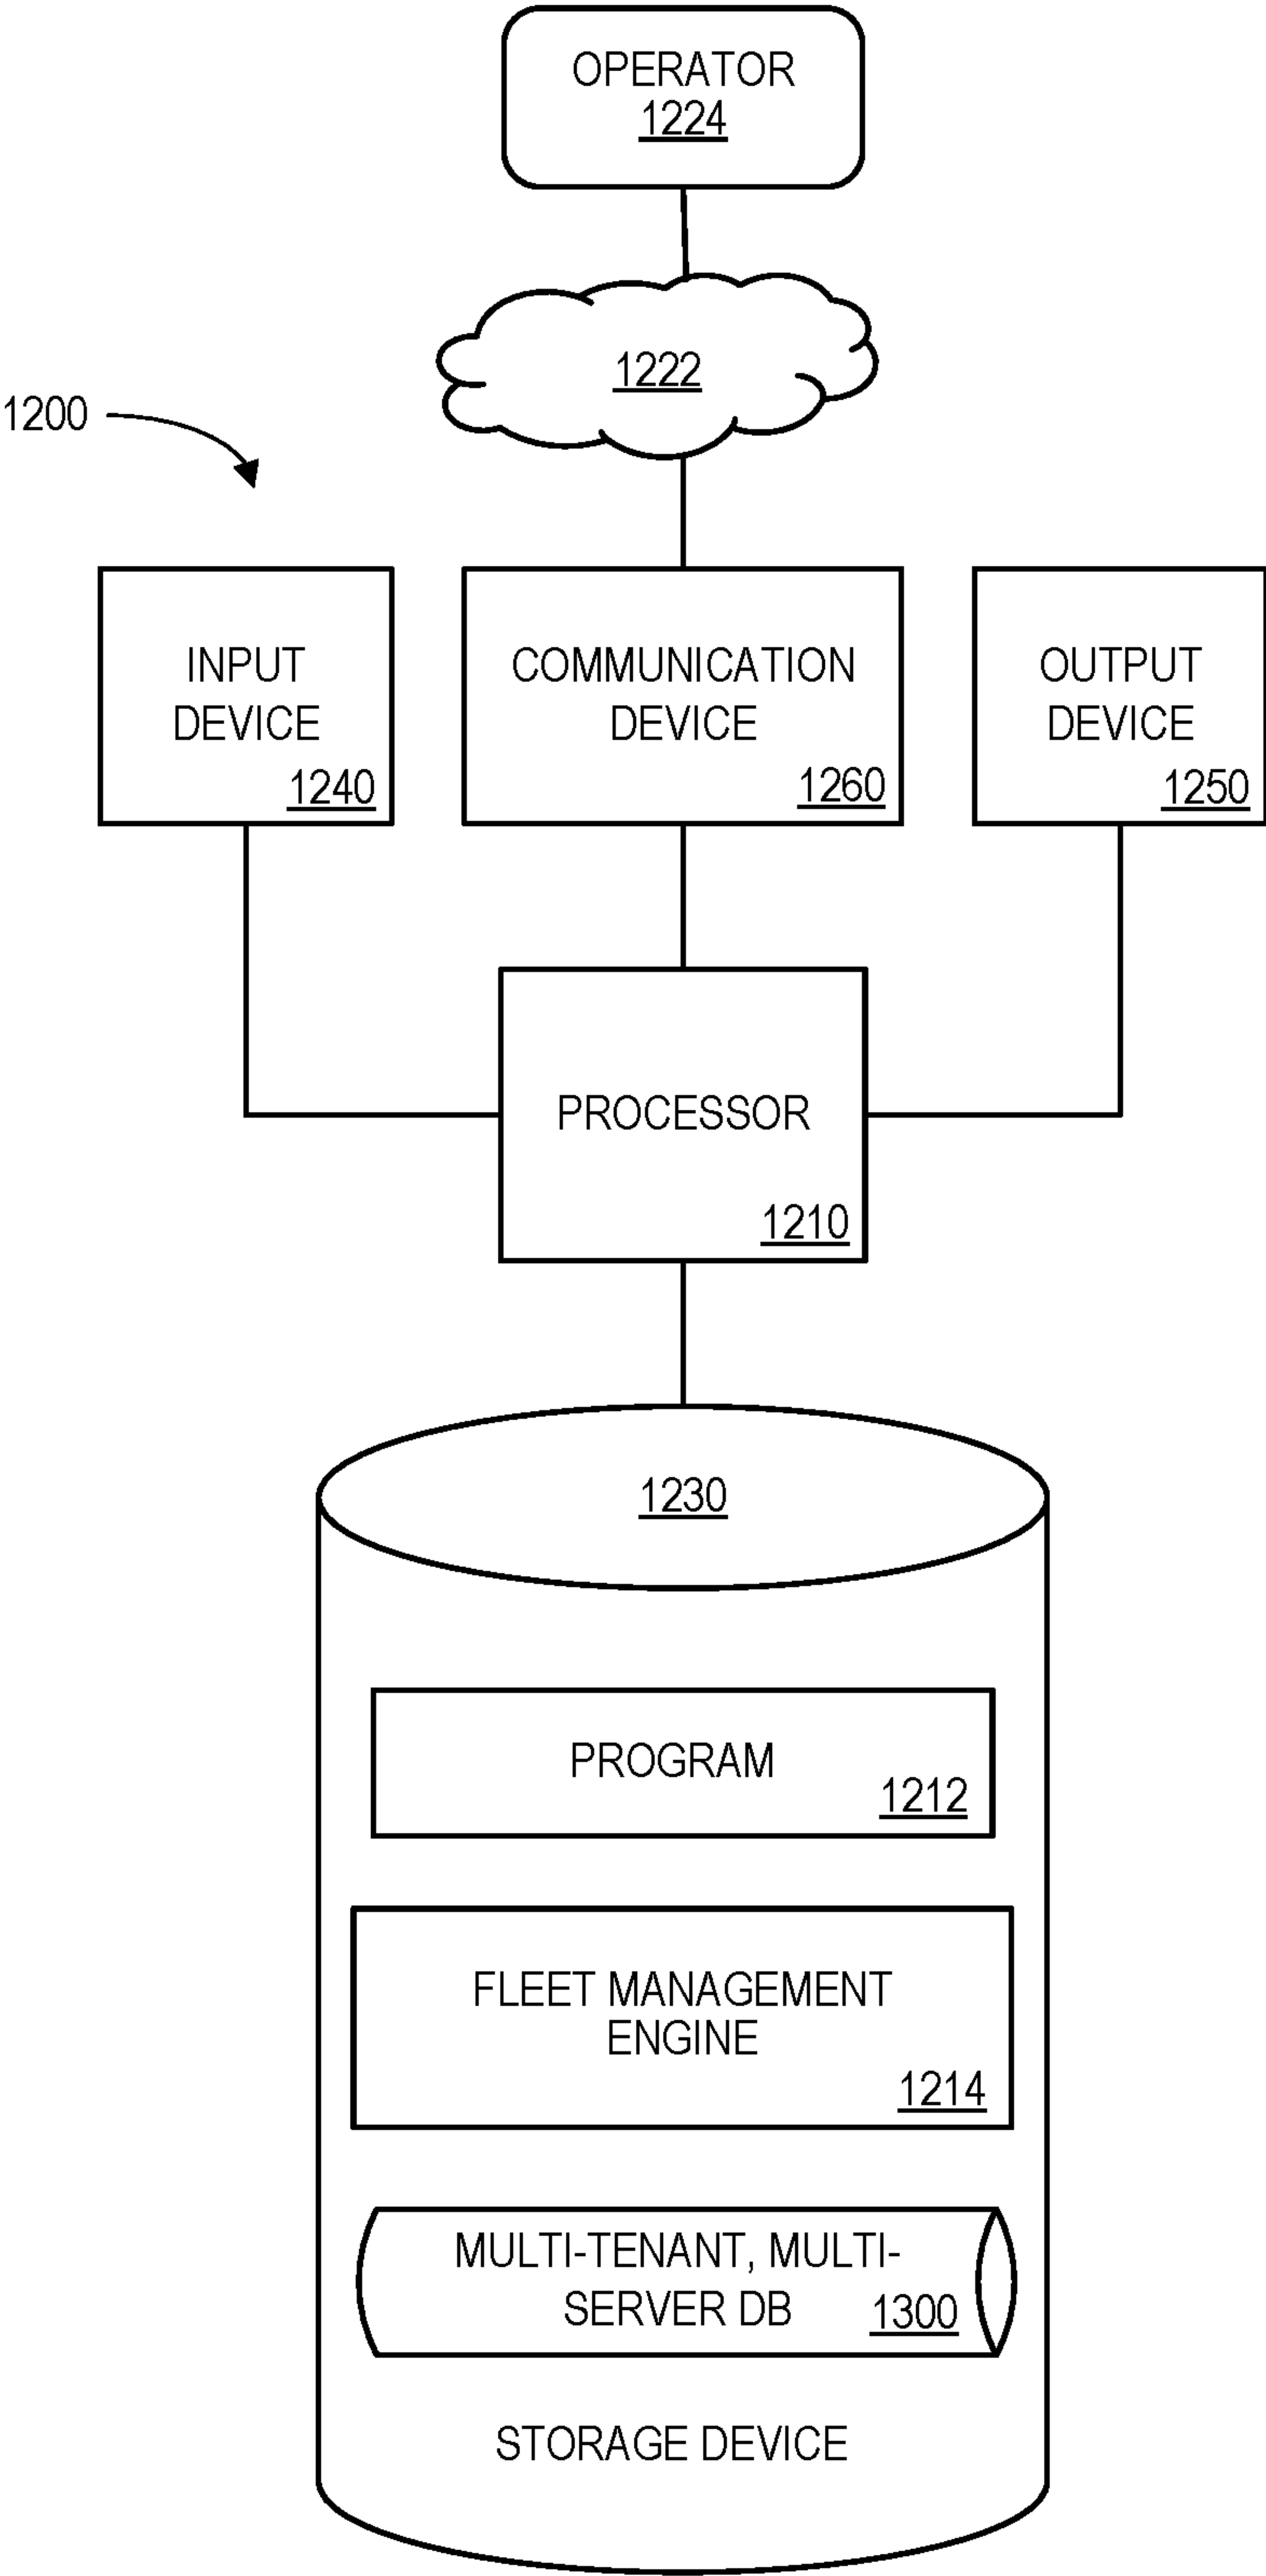 OPERATOR
1224
1222
1200
INPUT
DEVICE
1240
COMMUNICATION
DEVICE
1260
OUTPUT
DEVICE
1250
PROCESSOR
1210
1230
PROGRAM
1212
FLEET MANAGEMENT
ENGINE
1214
MULTI-TENANT, MULTI-
SERVER DB
1300
STORAGE DEVICE